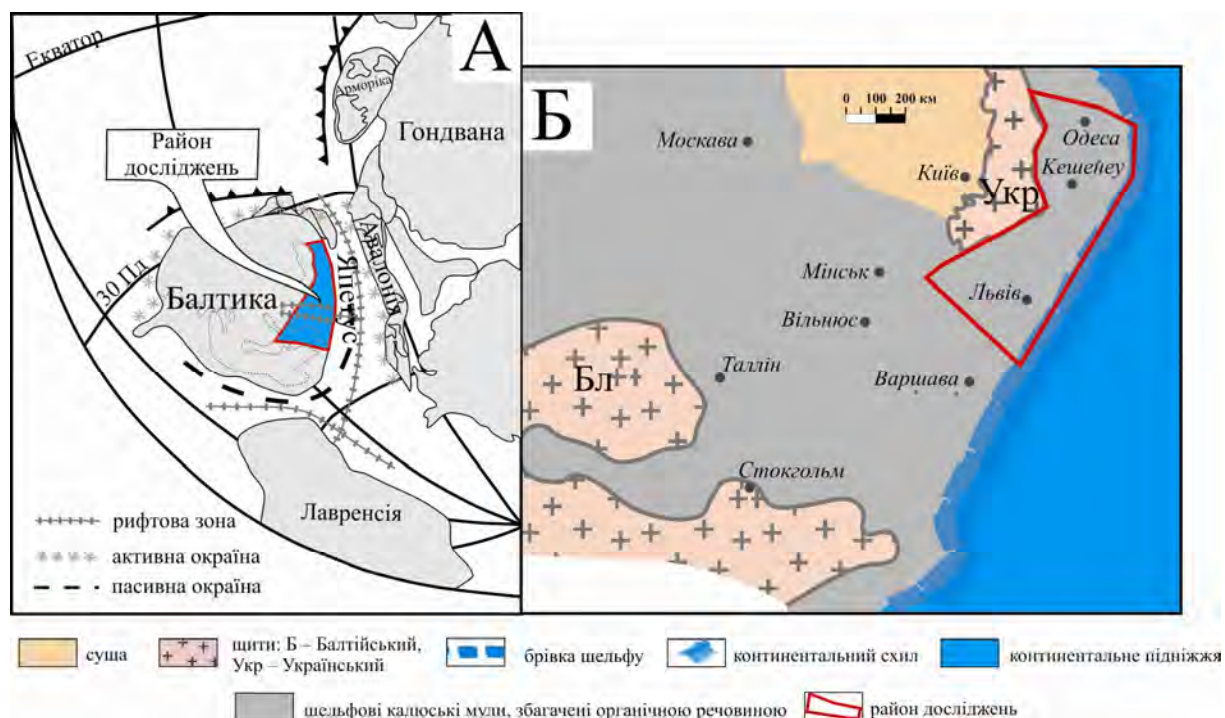 А
Екватор
Арморіка
Гондвана
Район
досліджень
30 Пд
Балтика
Япетус
Авалонія
Лавренсія
рифтова зона
активна окраїна
пасивна окраїна
Б
0 100 200 км
Москава
Одеса
Київ
Укр
Мінськ
Львів
Вільнюс
Таллін
Варшава
Бл
Стокгольм
суша
щити: Б – Балтійський,
Укр – Український
брівка шельфу
континентальний схил
континентальне підніжжя
шельфові калюські мули, збагачені органічною речовиною
район досліджень